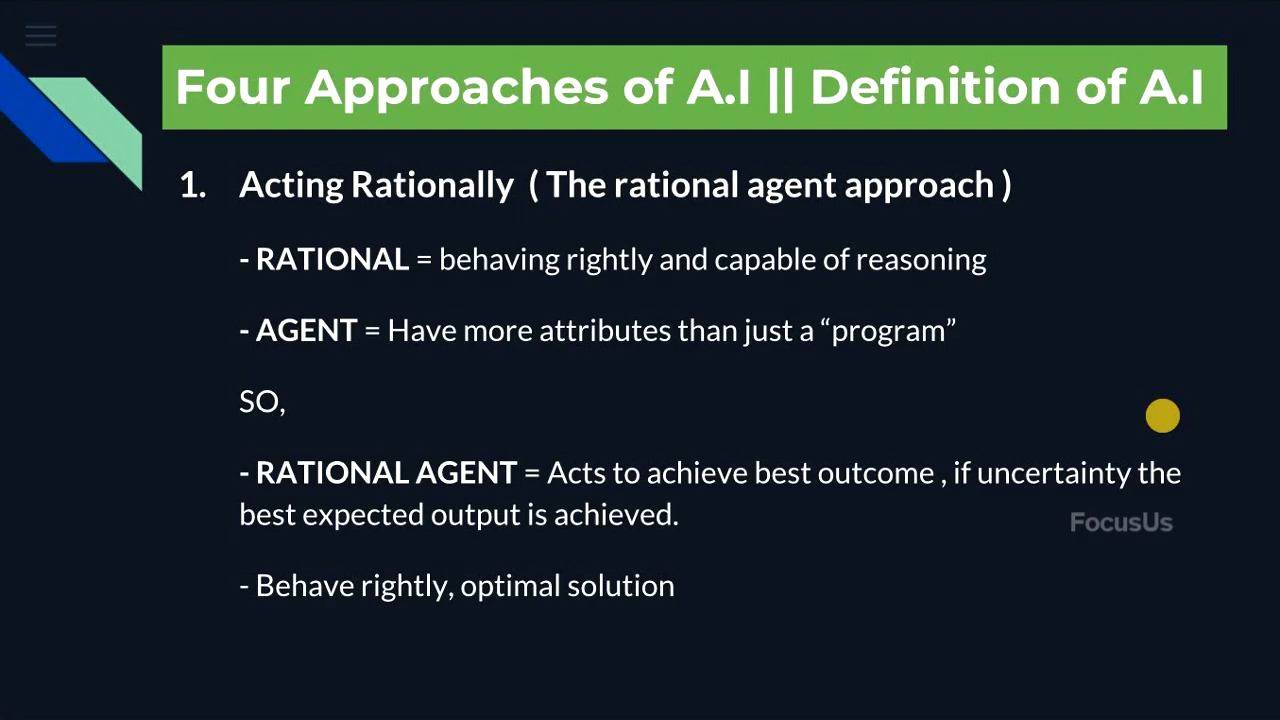 Four Approaches of A.I || Definition of A.I
1. Acting Rationally ( The rational agent approach )
- RATIONAL = behaving rightly and capable of reasoning
- AGENT = Have more attributes than just a “program”
SO,
- RATIONAL AGENT = Acts to achieve best outcome , if uncertainty the
best expected output is achieved.
FocusUs
- Behave rightly, optimal solution